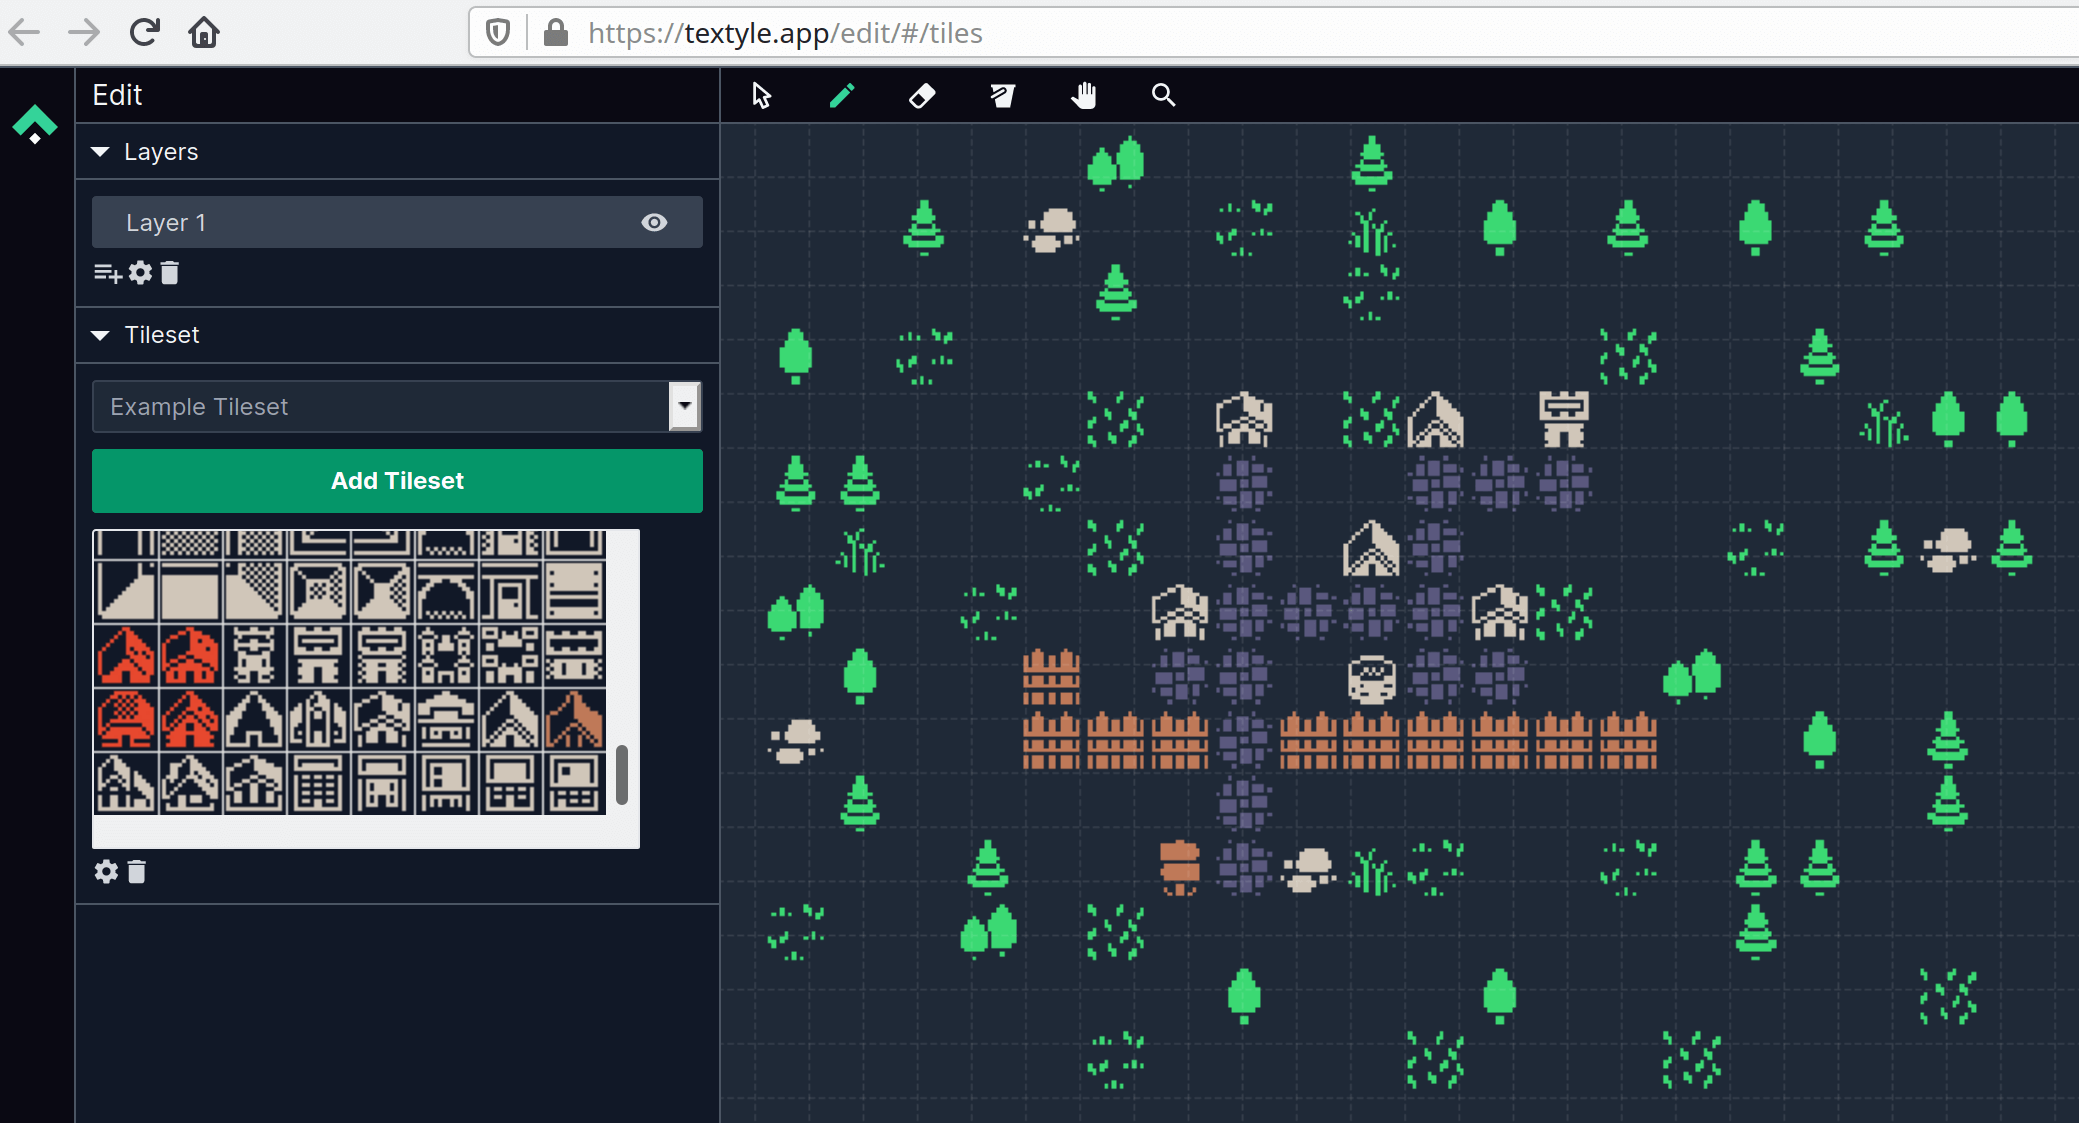 https://textyle.app/edit/#/tiles
Edit
Layers
Layer 1
Tileset
Example Tileset
Add Tileset